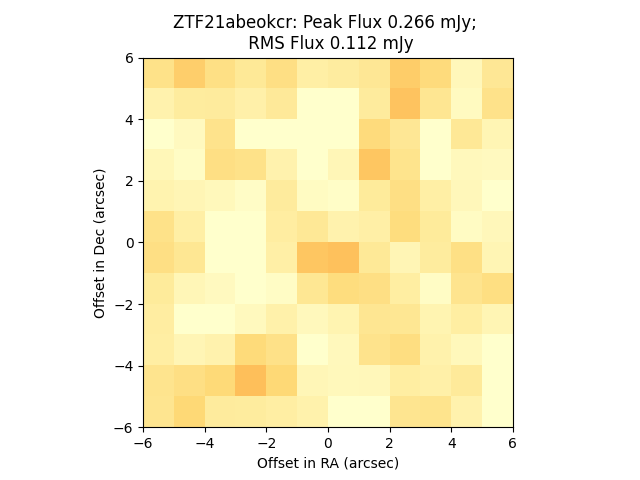 ZTF21abeokcr: Peak Flux 0.266 mJy;
RMS Flux 0.112 mJy
6
4
2
0
−2
−4
−6
Offset in Dec (arcsec)
−6 −4 −2 0 2 4 6
Offset in RA (arcsec)